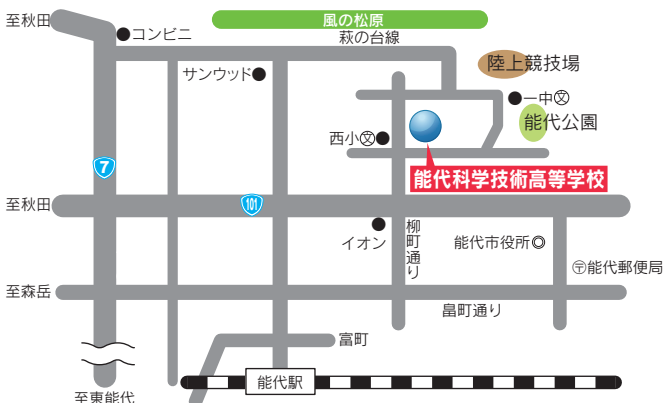 至秋田
コンビニ
風の松原
萩の台線
サンウッド
陸上競技場
一中㊫
能代公園
西小㊫
能代科学技術高等学校
7
至秋田
101
イオン
柳町通り
能代市役所◎
〶能代郵便局
至森岳
畠町通り
富町
能代駅
至東能代